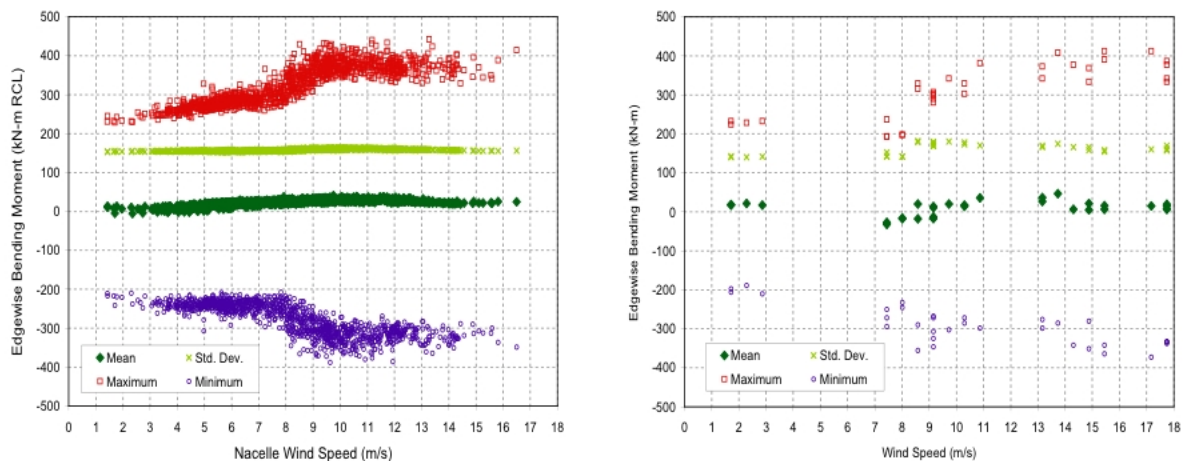 Edgewise Bending Moment (kN-m RCL)
500
400
300
200
100
0
-100
-200
-300
-400
-500
Mean
Std. Dev.
Maximum
Minimum
0 1 2 3 4 5 6 7 8 9 10 11 12 13 14 15 16 17 18
Nacelle Wind Speed (m/s)
Edgewise Bending Moment (kN-m)
500
400
300
200
100
0
-100
-200
-300
-400
-500
Mean
Std. Dev.
Maximum
Minimum
0 1 2 3 4 5 6 7 8 9 10 11 12 13 14 15 16 17 18
Wind Speed (m/s)